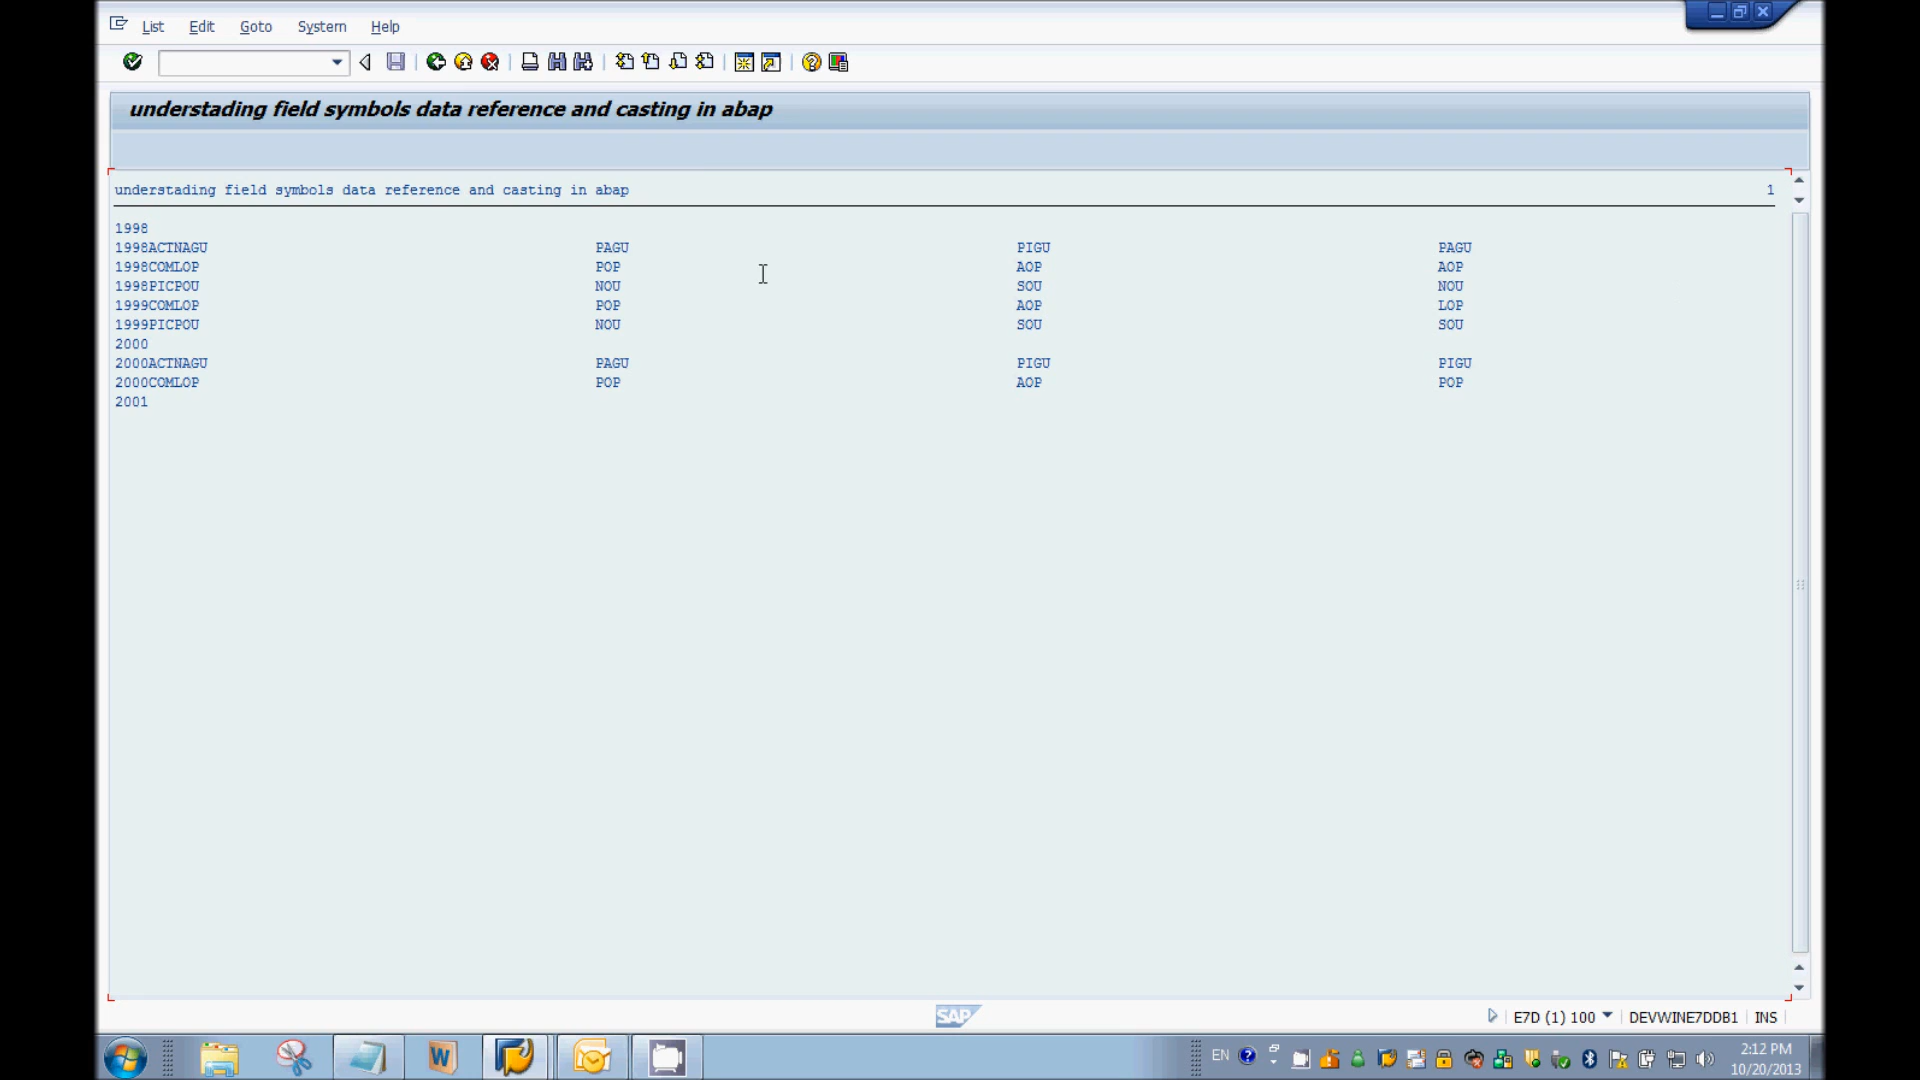 List Edit Goto System Help
understading field symbols data reference and casting in abap
understading field symbols data reference and casting in abap 1
1998
1998ACTNAGU PAGU PIGU PAGU
1998COMLOP POP AOP AOP
1998PICPOU NOU SOU NOU
1999COMLOP POP AOP LOP
1999PICPOU NOU SOU SOU
2000
2000ACTNAGU PAGU PIGU PIGU
2000COMLOP POP AOP POP
2001
SAP E7D (1) 100 DEVWINE7DDB1 INS
EN 2:12 PM
10/20/2013